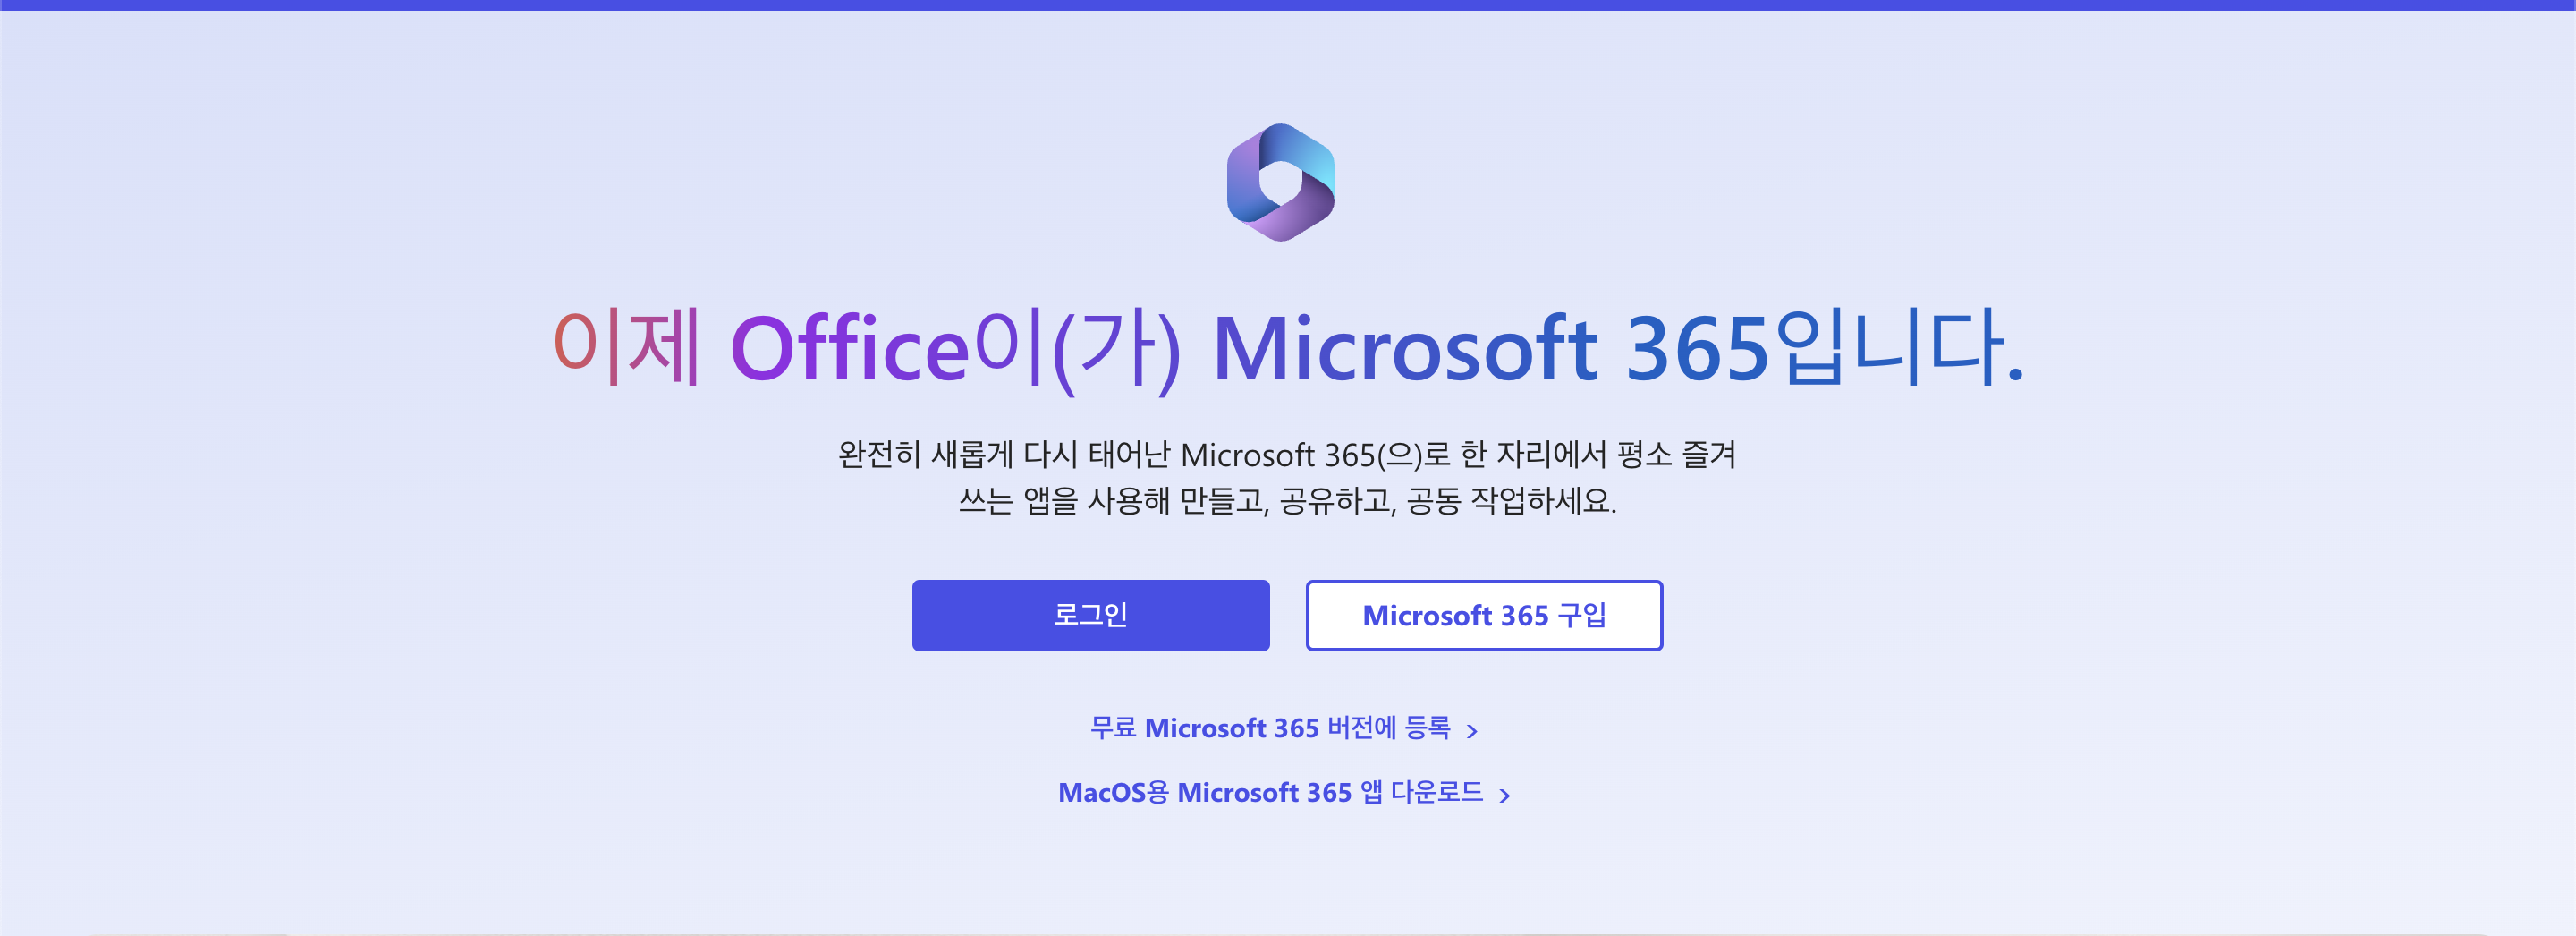 이제 Office이(가) Microsoft 365입니다.
완전히 새롭게 다시 태어난 Microsoft 365(으)로 한 자리에서 평소 즐겨
쓰는 앱을 사용해 만들고, 공유하고, 공동 작업하세요.
로그인
Microsoft 365 구입
무료 Microsoft 365 버전에 등록
MacOS용 Microsoft 365 앱 다운로드